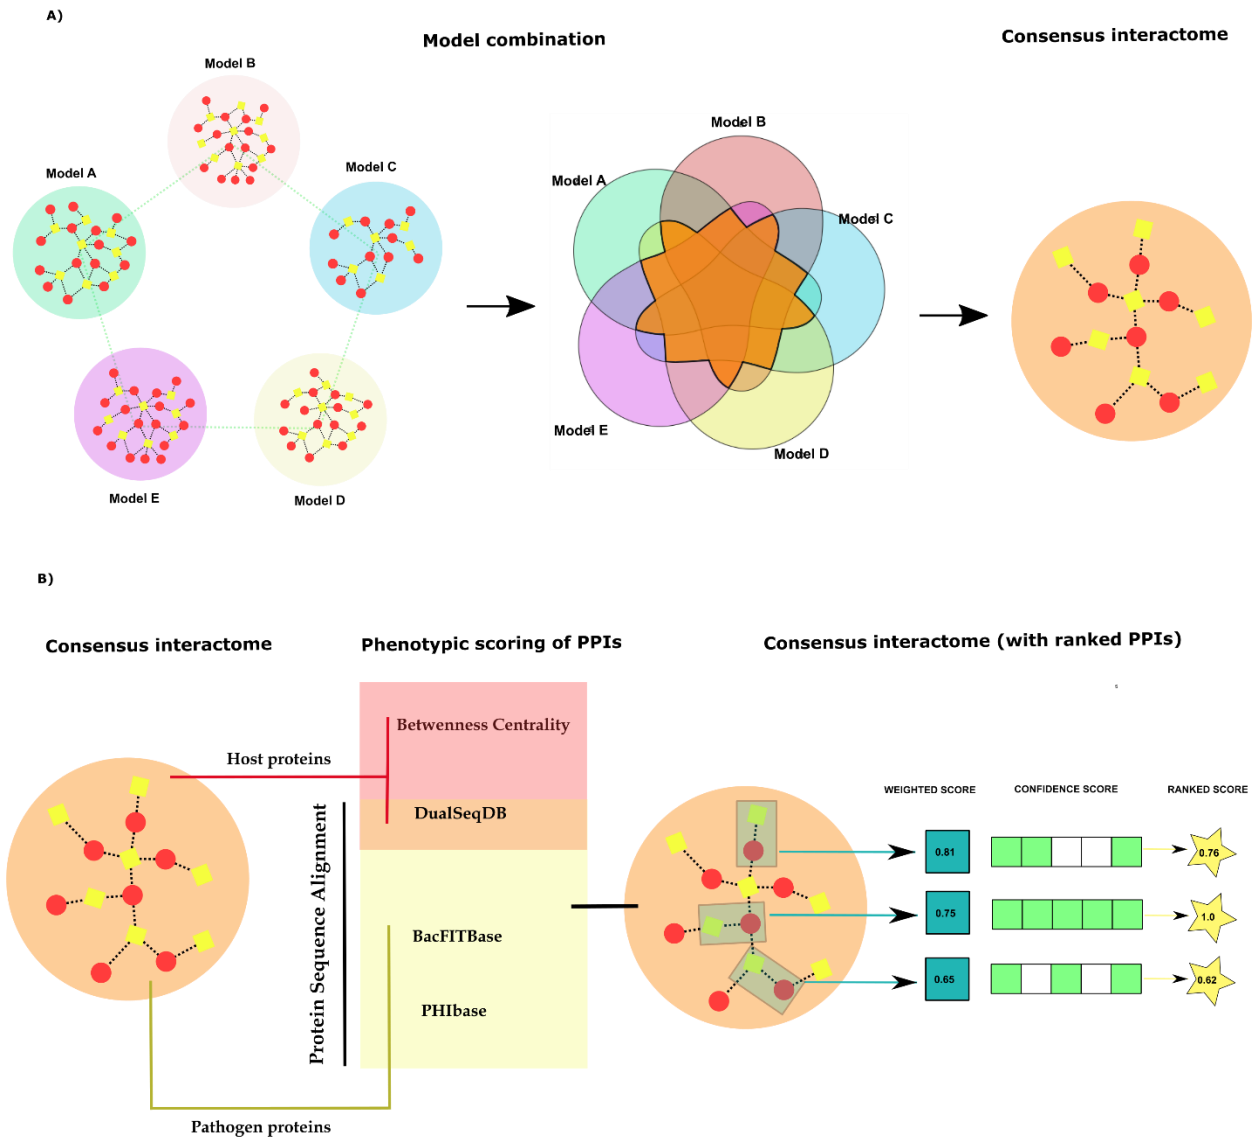 A)
Model combination
Consensus interactome
Model B
Model A
Model C
Model E
Model D
Model B
Model A
Model C
Model E
Model D
B)
Consensus interactome
Phenotypic scoring of PPIs
Consensus interactome (with ranked PPIs)
s
Host proteins
Betwenness Centrality
DualSeqDB
Protein Sequence Alignment
BacFITBase
PHIbase
Pathogen proteins
WEIGHTED SCORE
CONFIDENCE SCORE
RANKED SCORE
0.81
0.76
0.75
1.0
0.65
0.62